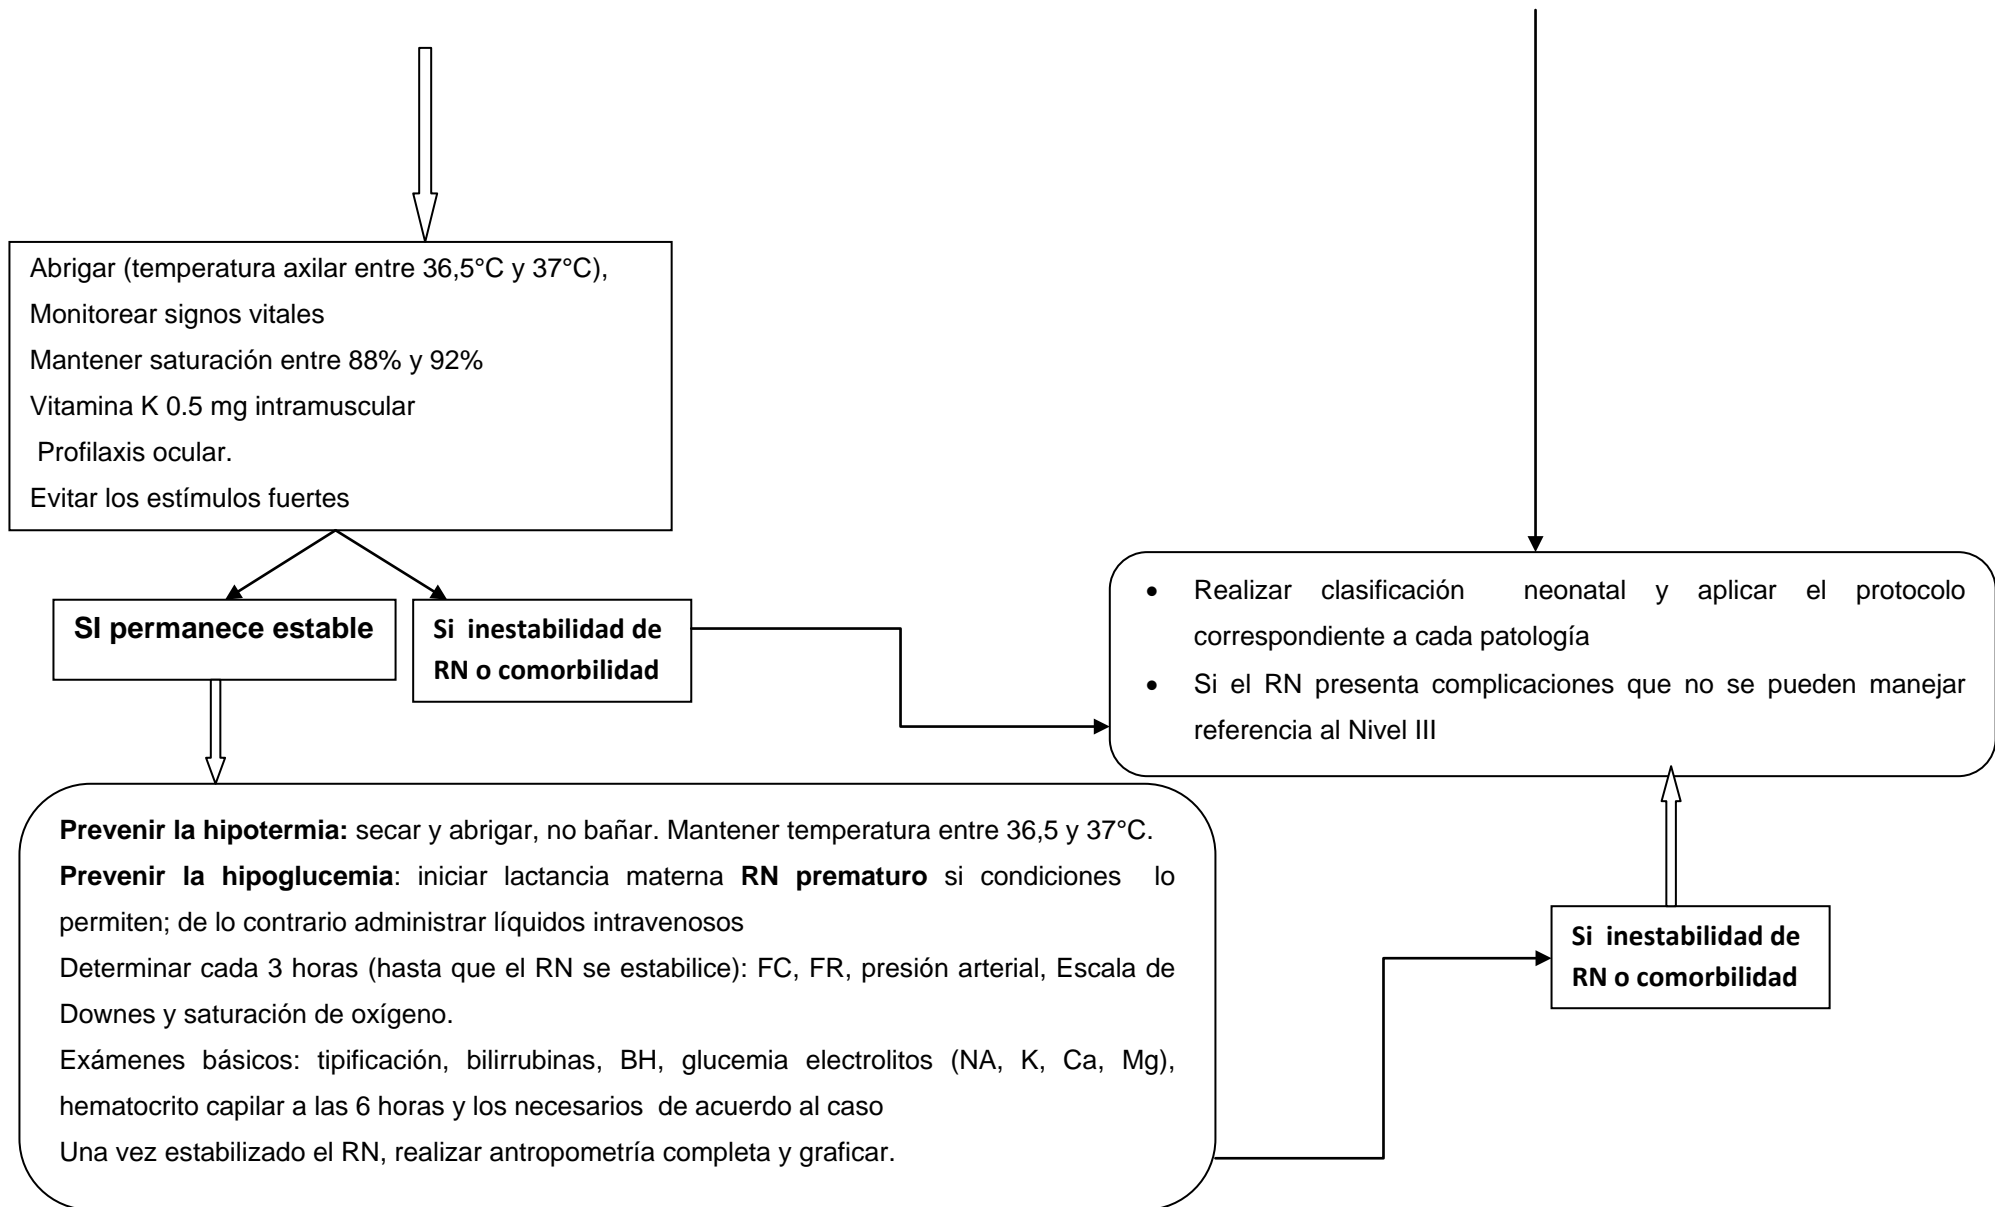 Abrigar (temperatura axilar entre 36,5°C y 37°C),
Monitorear signos vitales
Mantener saturación entre 88% y 92%
Vitamina K 0.5 mg intramuscular
Profilaxis ocular.
Evitar los estímulos fuertes
SI permanece estable
Si inestabilidad de
RN o comorbilidad
• Realizar clasificación neonatal y aplicar el protocolo
correspondiente a cada patología
• Si el RN presenta complicaciones que no se pueden manejar
referencia al Nivel III
Prevenir la hipotermia: secar y abrigar, no bañar. Mantener temperatura entre 36,5 y 37°C.
Prevenir la hipoglucemia: iniciar lactancia materna RN prematuro si condiciones lo
permiten; de lo contrario administrar líquidos intravenosos
Determinar cada 3 horas (hasta que el RN se estabilice): FC, FR, presión arterial, Escala de
Downes y saturación de oxígeno.
Exámenes básicos: tipificación, bilirrubinas, BH, glucemia electrolitos (NA, K, Ca, Mg),
hematocrito capilar a las 6 horas y los necesarios de acuerdo al caso
Una vez estabilizado el RN, realizar antropometría completa y graficar.
Si inestabilidad de
RN o comorbilidad